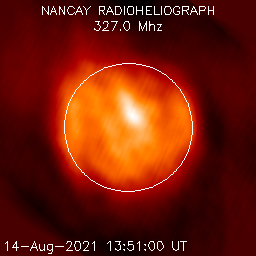 NANCAY RADIOHELIOGRAPH
327.0 Mhz
14-Aug-2021 13:51:00 UT